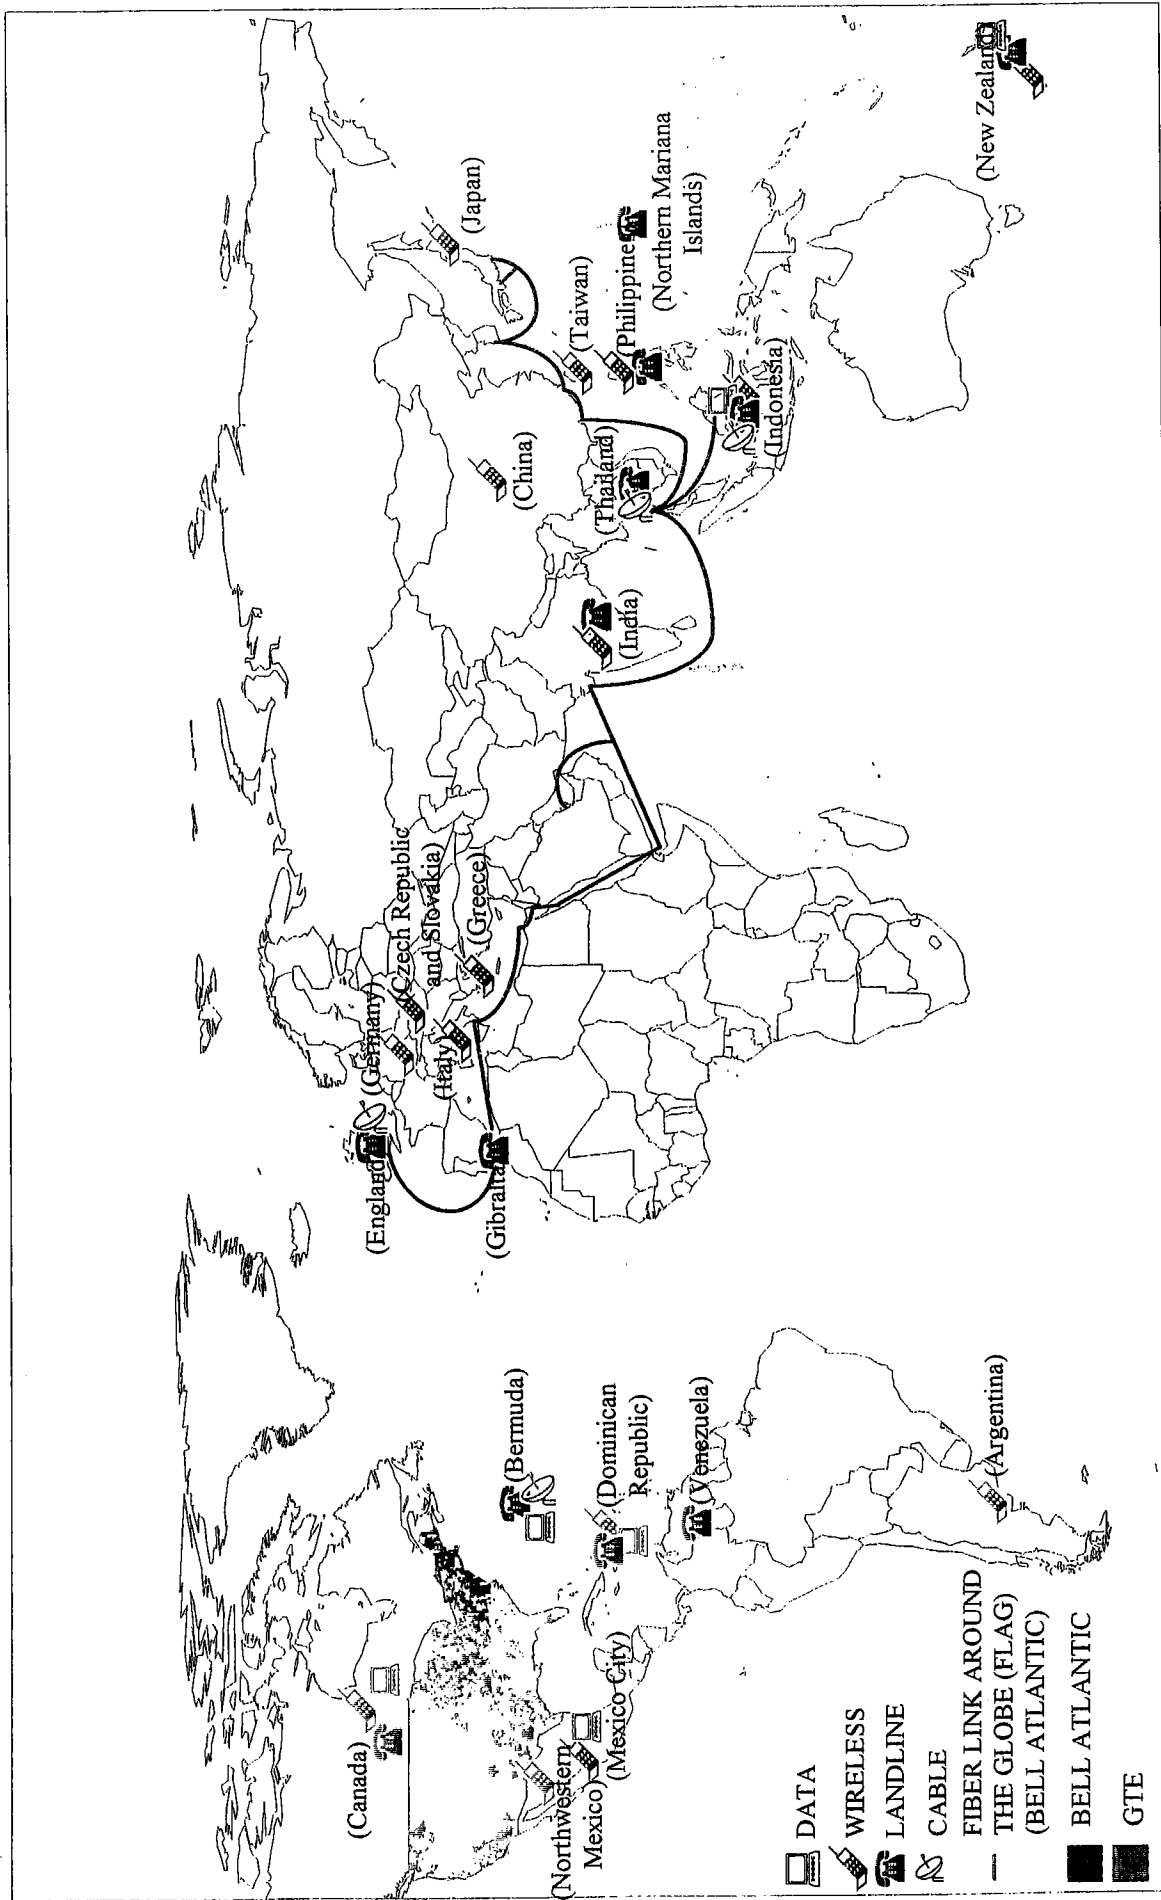 (Canada)
(Northwestern
Mexico)
(Mexico City)
(Bermuda)
(Dominican
Republic)
(Venezuela)
(Argentina)
(England)
(Gibralta
(Germany)
(Czech Republic
and Slovakia)
(Italy)
(Greece)
(India)
(China)
(Thailand)
(Taiwan)
(Philippine
(Indonesia)
(Japan)
(Northern Mariana
Islands)
(New Zealand)
DATA
WIRELESS
LANDLINE
CABLE
FIBER LINK AROUND
THE GLOBE (FLAG)
(BELL ATLANTIC)
BELL ATLANTIC
GTE